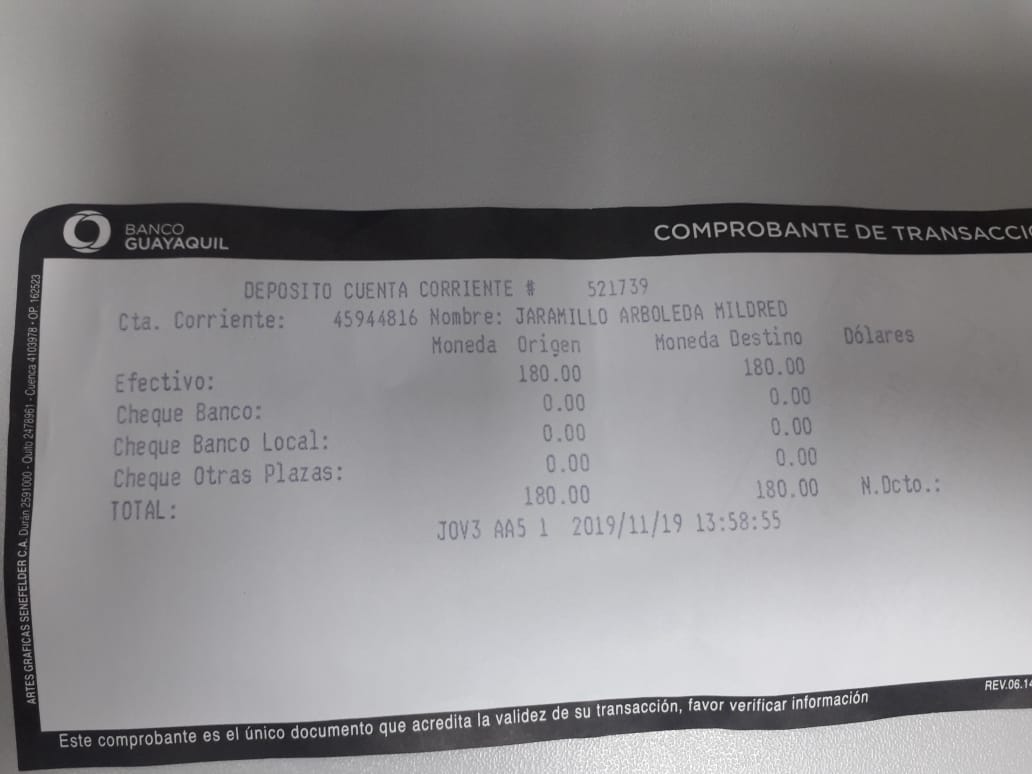 BANCO
GUAYAQUIL
COMPROBANTE DE TRANSACCIO
DEPOSITO CUENTA CORRIENTE # 521739
Cta. Corriente: 45944816 Nombre: JARAMILLO ARBOLEDA MILDRED
Moneda Origen Moneda Destino Dólares
Efectivo: 180.00 180.00
Cheque Banco: 0.00 0.00
Cheque Banco Local: 0.00 0.00
Cheque Otras Plazas: 0.00 0.00
TOTAL: 180.00 180.00 N.Dcto.:
JOV3 AA5 1 2019/11/19 13:58:55
ARTES GRAFICAS SENEFELDER C.A. Durán 2591000 - Quito 2478961 - Cuenca 4103978 - OP. 162523
REV.06.14
Este comprobante es el único documento que acredita la validez de su transacción, favor verificar información